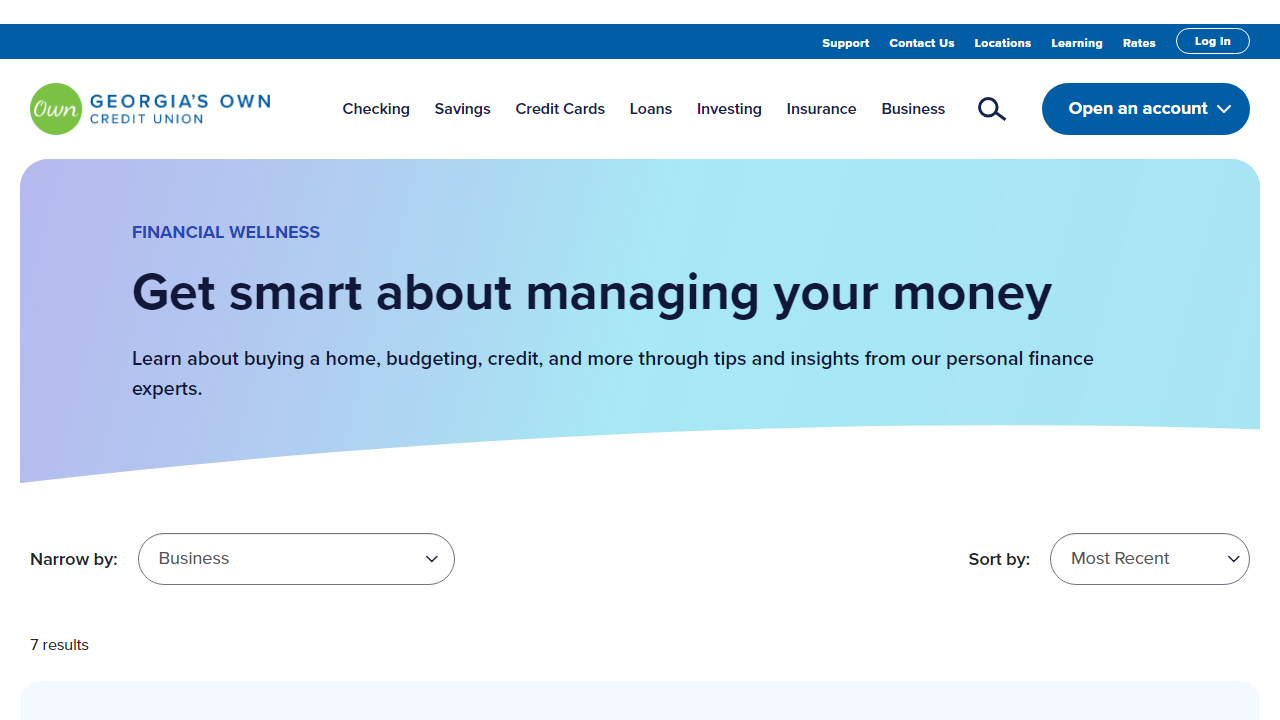 Support Contact Us Locations Learning Rates Log In
Own GEORGIA'S OWN
CREDIT UNION
Checking Savings Credit Cards Loans Investing Insurance Business Open an account
FINANCIAL WELLNESS
Get smart about managing your money
Learn about buying a home, budgeting, credit, and more through tips and insights from our personal finance
experts.
Narrow by: Business Sort by: Most Recent
7 results